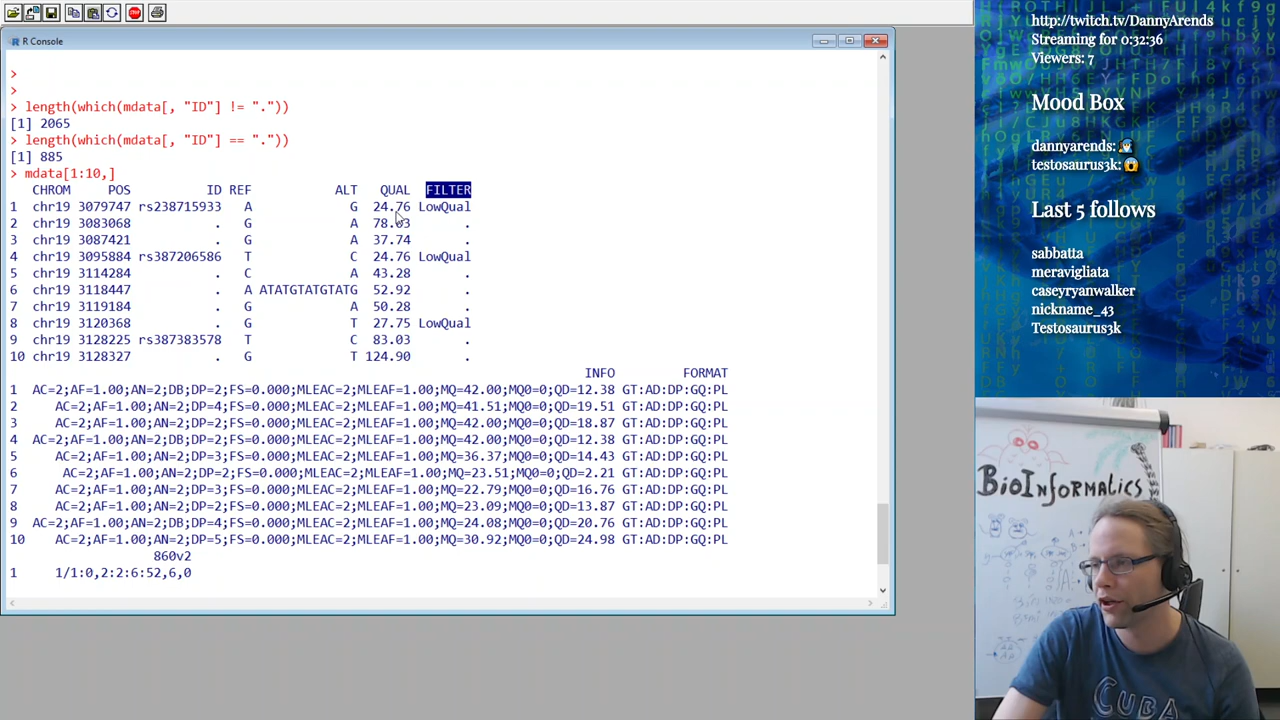 R Console
>
>
> length(which(mdata[, "ID"] != "."))
[1] 2065
> length(which(mdata[, "ID"] == "."))
[1] 885
> mdata[1:10,]
CHROM POS ID REF ALT QUAL FILTER
1 chr19 3079747 rs238715933 A G 24.76 LowQual
2 chr19 3083068 . G A 78.03 .
3 chr19 3087421 . G A 37.74 .
4 chr19 3095884 rs387206586 T C 24.76 LowQual
5 chr19 3114284 . C A 43.28 .
6 chr19 3118447 . A ATATGTATGTATG 52.92 .
7 chr19 3119184 . G A 50.28 .
8 chr19 3120368 . G T 27.75 LowQual
9 chr19 3128225 rs387383578 T C 83.03 .
10 chr19 3128327 . G T 124.90 .
INFO FORMAT
1 AC=2;AF=1.00;AN=2;DB;DP=2;FS=0.000;MLEAC=2;MLEAF=1.00;MQ=42.00;MQ0=0;QD=12.38 GT:AD:DP:GQ:PL
2 AC=2;AF=1.00;AN=2;DP=4;FS=0.000;MLEAC=2;MLEAF=1.00;MQ=41.51;MQ0=0;QD=19.51 GT:AD:DP:GQ:PL
3 AC=2;AF=1.00;AN=2;DP=2;FS=0.000;MLEAC=2;MLEAF=1.00;MQ=42.00;MQ0=0;QD=18.87 GT:AD:DP:GQ:PL
4 AC=2;AF=1.00;AN=2;DB;DP=2;FS=0.000;MLEAC=2;MLEAF=1.00;MQ=42.00;MQ0=0;QD=12.38 GT:AD:DP:GQ:PL
5 AC=2;AF=1.00;AN=2;DP=3;FS=0.000;MLEAC=2;MLEAF=1.00;MQ=36.37;MQ0=0;QD=14.43 GT:AD:DP:GQ:PL
6 AC=2;AF=1.00;AN=2;DP=2;FS=0.000;MLEAC=2;MLEAF=1.00;MQ=23.51;MQ0=0;QD=2.21 GT:AD:DP:GQ:PL
7 AC=2;AF=1.00;AN=2;DP=3;FS=0.000;MLEAC=2;MLEAF=1.00;MQ=22.79;MQ0=0;QD=16.76 GT:AD:DP:GQ:PL
8 AC=2;AF=1.00;AN=2;DP=2;FS=0.000;MLEAC=2;MLEAF=1.00;MQ=23.09;MQ0=0;QD=13.87 GT:AD:DP:GQ:PL
9 AC=2;AF=1.00;AN=2;DB;DP=4;FS=0.000;MLEAC=2;MLEAF=1.00;MQ=24.08;MQ0=0;QD=20.76 GT:AD:DP:GQ:PL
10 AC=2;AF=1.00;AN=2;DP=5;FS=0.000;MLEAC=2;MLEAF=1.00;MQ=30.92;MQ0=0;QD=24.98 GT:AD:DP:GQ:PL
860v2
1 1/1:0,2:2:6:52,6,0
http://twitch.tv/DannyArends
Streaming for 0:32:36
Viewers: 7
Mood Box
dannyarends:
testosaurus3k:
Last 5 follows
sabbatta
meravigliata
caseyryanwalker
nickname_43
Testosaurus3k
BioInformatics
CUBA